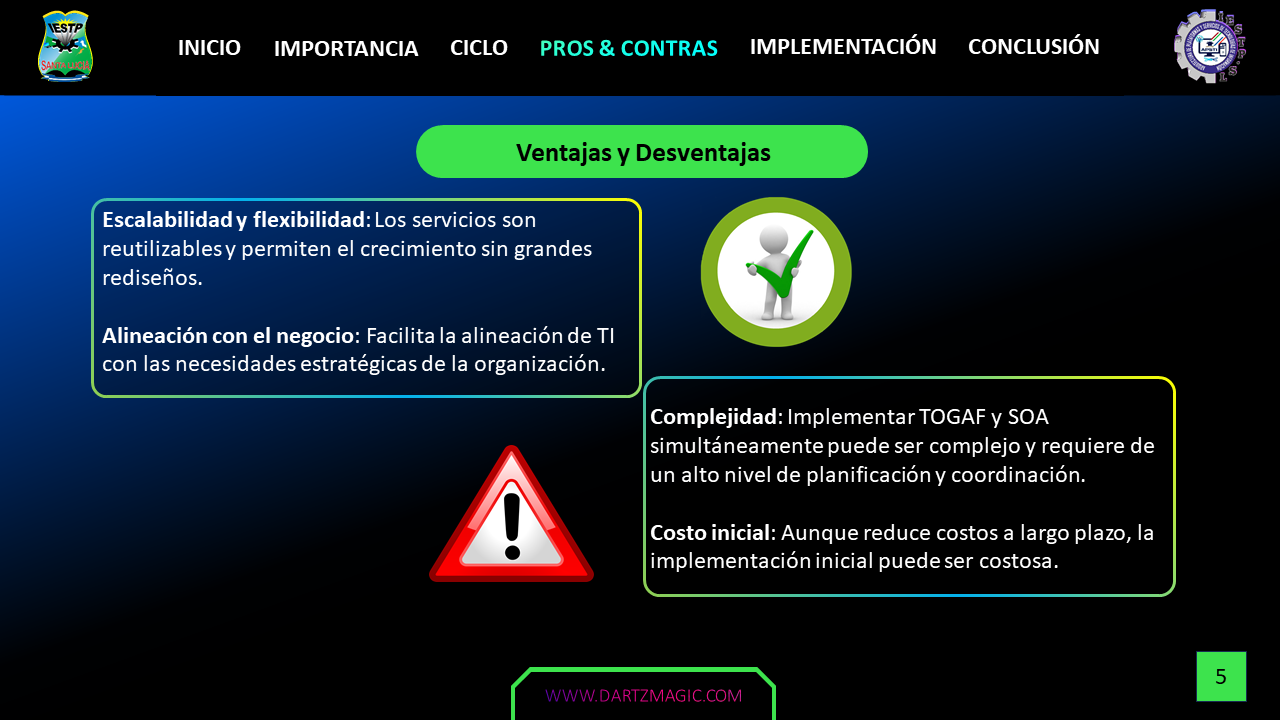 IESTP
SANTA LUCIA
INICIO
IMPORTANCIA
CICLO
PROS & CONTRAS
IMPLEMENTACIÓN
CONCLUSIÓN
Ventajas y Desventajas
Escalabilidad y flexibilidad: Los servicios son
reutilizables y permiten el crecimiento sin grandes
rediseños.
Alineación con el negocio: Facilita la alineación de TI
con las necesidades estratégicas de la organización.
Complejidad: Implementar TOGAF y SOA
simultáneamente puede ser complejo y requiere de
un alto nivel de planificación y coordinación.
Costo inicial: Aunque reduce costos a largo plazo, la
implementación inicial puede ser costosa.
WWW.DARTZMAGIC.COM
5